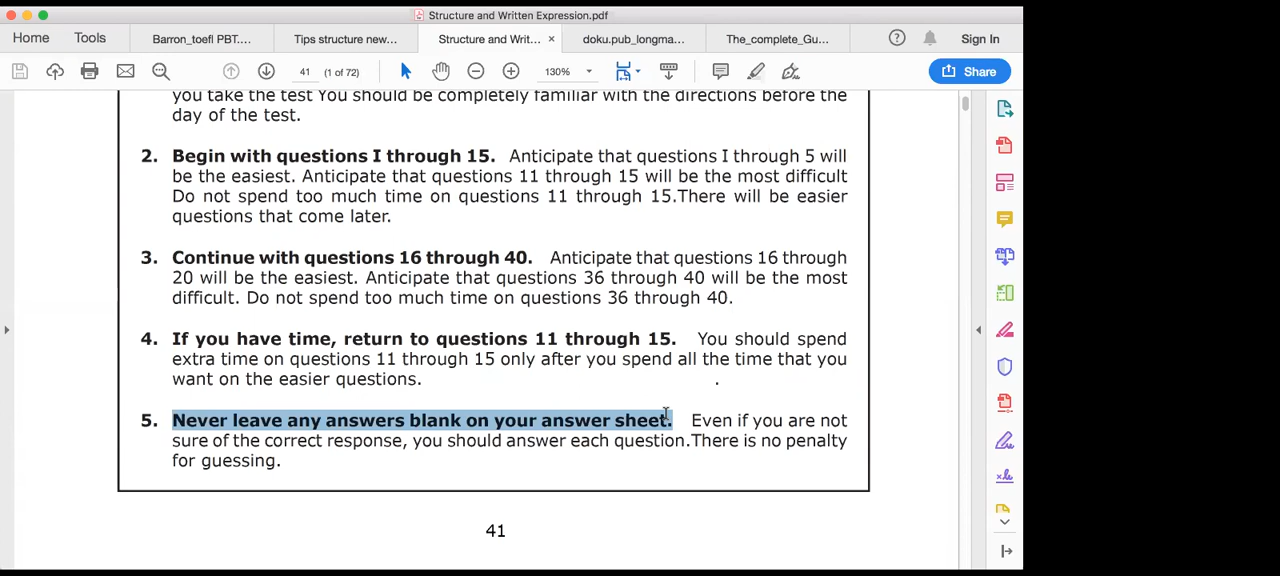 Structure and Written Expression.pdf
Home Tools Barron_toefl PBT.... Tips structure new... Structure and Writ... × doku.pub_longma... The_complete_Gu... ? Sign In
41 (1 of 72) 130% Share
you take the test You should be completely familiar with the directions before the
day of the test.
2. Begin with questions I through 15. Anticipate that questions I through 5 will
be the easiest. Anticipate that questions 11 through 15 will be the most difficult
Do not spend too much time on questions 11 through 15.There will be easier
questions that come later.
3. Continue with questions 16 through 40. Anticipate that questions 16 through
20 will be the easiest. Anticipate that questions 36 through 40 will be the most
difficult. Do not spend too much time on questions 36 through 40.
4. If you have time, return to questions 11 through 15. You should spend
extra time on questions 11 through 15 only after you spend all the time that you
want on the easier questions. .
5. Never leave any answers blank on your answer sheet. Even if you are not
sure of the correct response, you should answer each question.There is no penalty
for guessing.
41